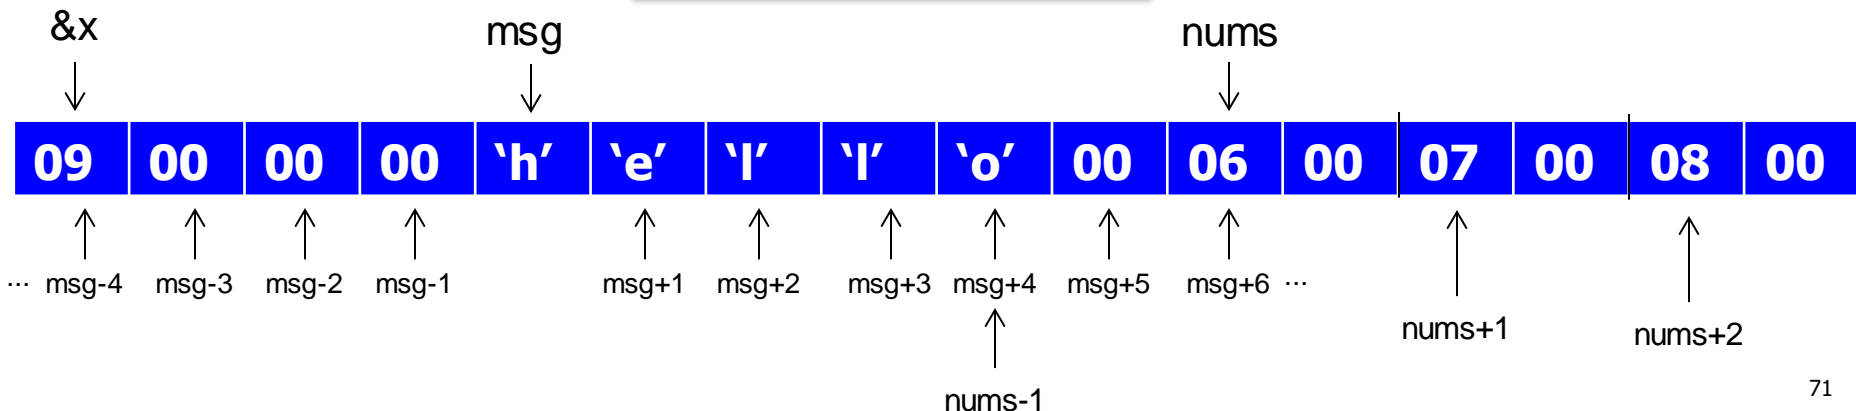 &x msg nums
09 00 00 00 ‘h’ ‘e’ ‘l’ ‘l’ ‘o’ 00 06 00 07 00 08 00
... msg-4 msg-3 msg-2 msg-1 msg+1 msg+2 msg+3 msg+4 msg+5 msg+6 ...
nums+1 nums+2
nums-1
71